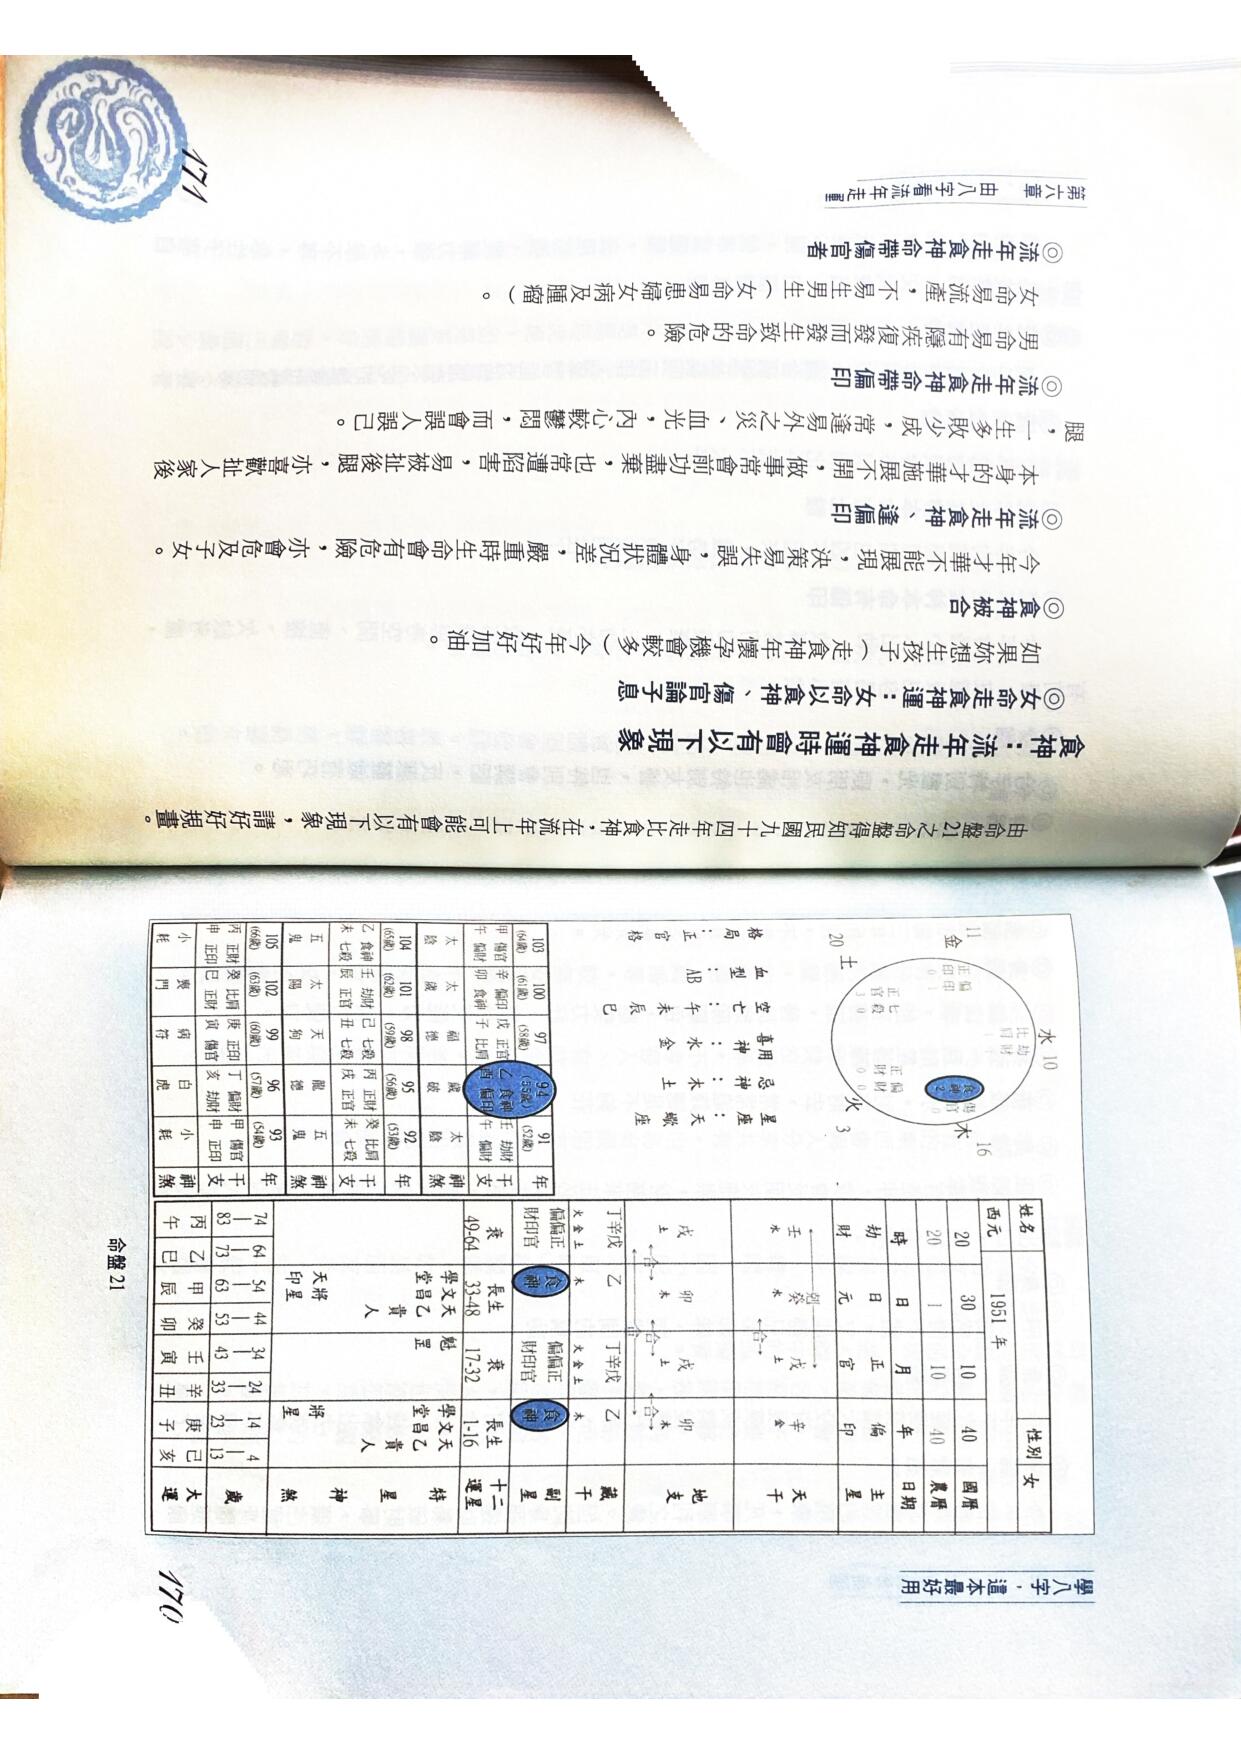 學八字，這本最好用
170
姓名 性別 女
西元 1951 年
國曆 40 10 30 20
農曆 40 10 1 20
日期 年 月 日 時
主星 偏印 正官 日元 劫財
剋
天干 辛金 戊土 癸水 壬水
合
地支 卯木 戌土 卯木 戌土
合 合 合
合
藏干 乙木 丁辛戊火金土 乙木 丁辛戊火金土
副星 食神 偏偏正財印官 食神 偏偏正財印官
十二運星 長生1-16 衰17-32 長生33-48 衰49-64
特星神煞 天乙貴人 文昌 學堂 將星 魁罡 天乙貴人 文昌 學堂 將星 天印
歲 4—13 14—23 24—33 34—43 44—53 54—63 64—73 74—83
大運 己亥 庚子 辛丑 壬寅 癸卯 甲辰 乙巳 丙午
水 10
比肩 劫財
木 16
食神2 傷官0
火 3
偏財0 正財0
土 20
七殺0 正官3
金 11
偏印 正印0
星座：天蠍座
忌神：木土
喜用神：水金
空亡：午未辰巳
血型：AB
格局：正官格
年 91(52歲) 94(55歲) 97(58歲) 100(61歲) 103(64歲)
干支 壬劫財午偏財 乙食神酉偏印 戊正官子比肩 辛偏印卯食神 甲傷官午偏財
神煞 太陰 歲破 福德 太歲 太陰
年 92(53歲) 95(56歲) 98(59歲) 101(62歲) 104(65歲)
干支 癸比肩未七殺 丙正財戌正官 己七殺丑七殺 壬劫財辰正官 乙食神未七殺
神煞 五鬼 龍德 天狗 太陽 五鬼
年 93(54歲) 96(57歲) 99(60歲) 102(63歲) 105(66歲)
干支 甲傷官申正印 丁偏財亥劫財 庚正印寅傷官 癸比肩巳正財 丙正財申正印
神煞 小耗 白虎 病符 喪門 小耗
命盤 21
由命盤21之命盤得知民國九十四年走比食神，在流年上可能會有以下現象，請好好規畫。
食神：流年走食神運時會有以下現象
◎女命走食神運：女命以食神、傷官論子息
如果妳想生孩子（走食神年懷孕機會較多）今年好好加油。
◎食神被合
今年才華不能展現，決策易失誤，身體狀況差，嚴重時生命會有危險，亦會危及子女。
◎流年走食神、逢偏印
本身的才華施展不開，做事常會前功盡棄，也常遭陷害，易被扯後腿，亦喜歡扯人家後
腿，一生多敗少成，常逢易外之災、血光，內心較鬱悶，而會誤人誤己。
◎流年走食神命帶偏印
男命易有隱疾復發而發生致命的危險。
女命易流產，不易生男生（女命易患婦女病及腫瘤）。
◎流年走食神命帶傷官者
第六章 由八字看流年走運
171